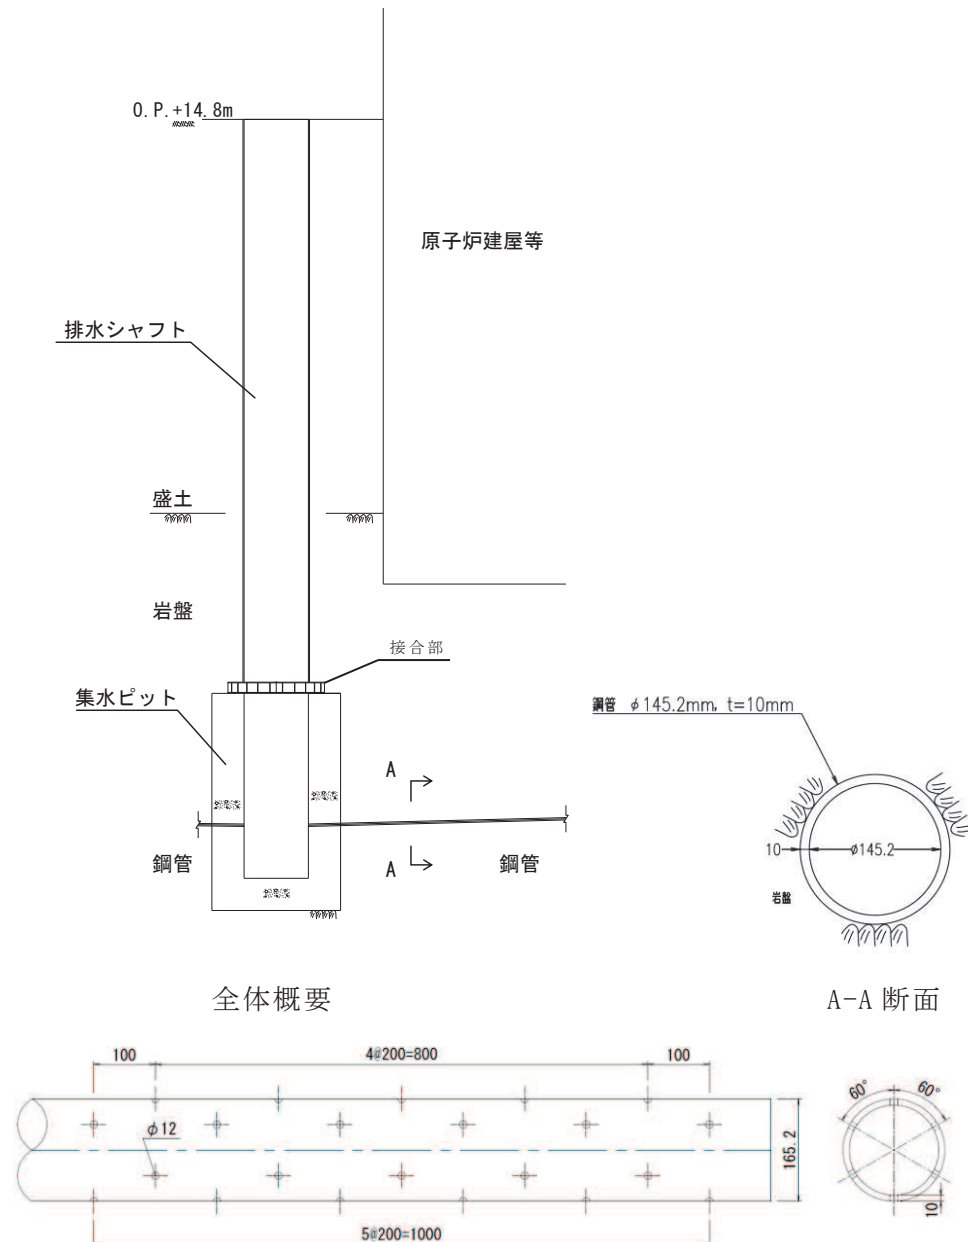 O.P.+14.8m
原子炉建屋等
排水シャフト
盛土
岩盤
接合部
集水ピット
鋼管 φ145.2mm, t=10mm
A
10
φ145.2
鋼管
A
鋼管
岩盤
全体概要
A-A 断面
100
4@200=800
100
φ12
165.2
60°
60°
10
5@200=1000